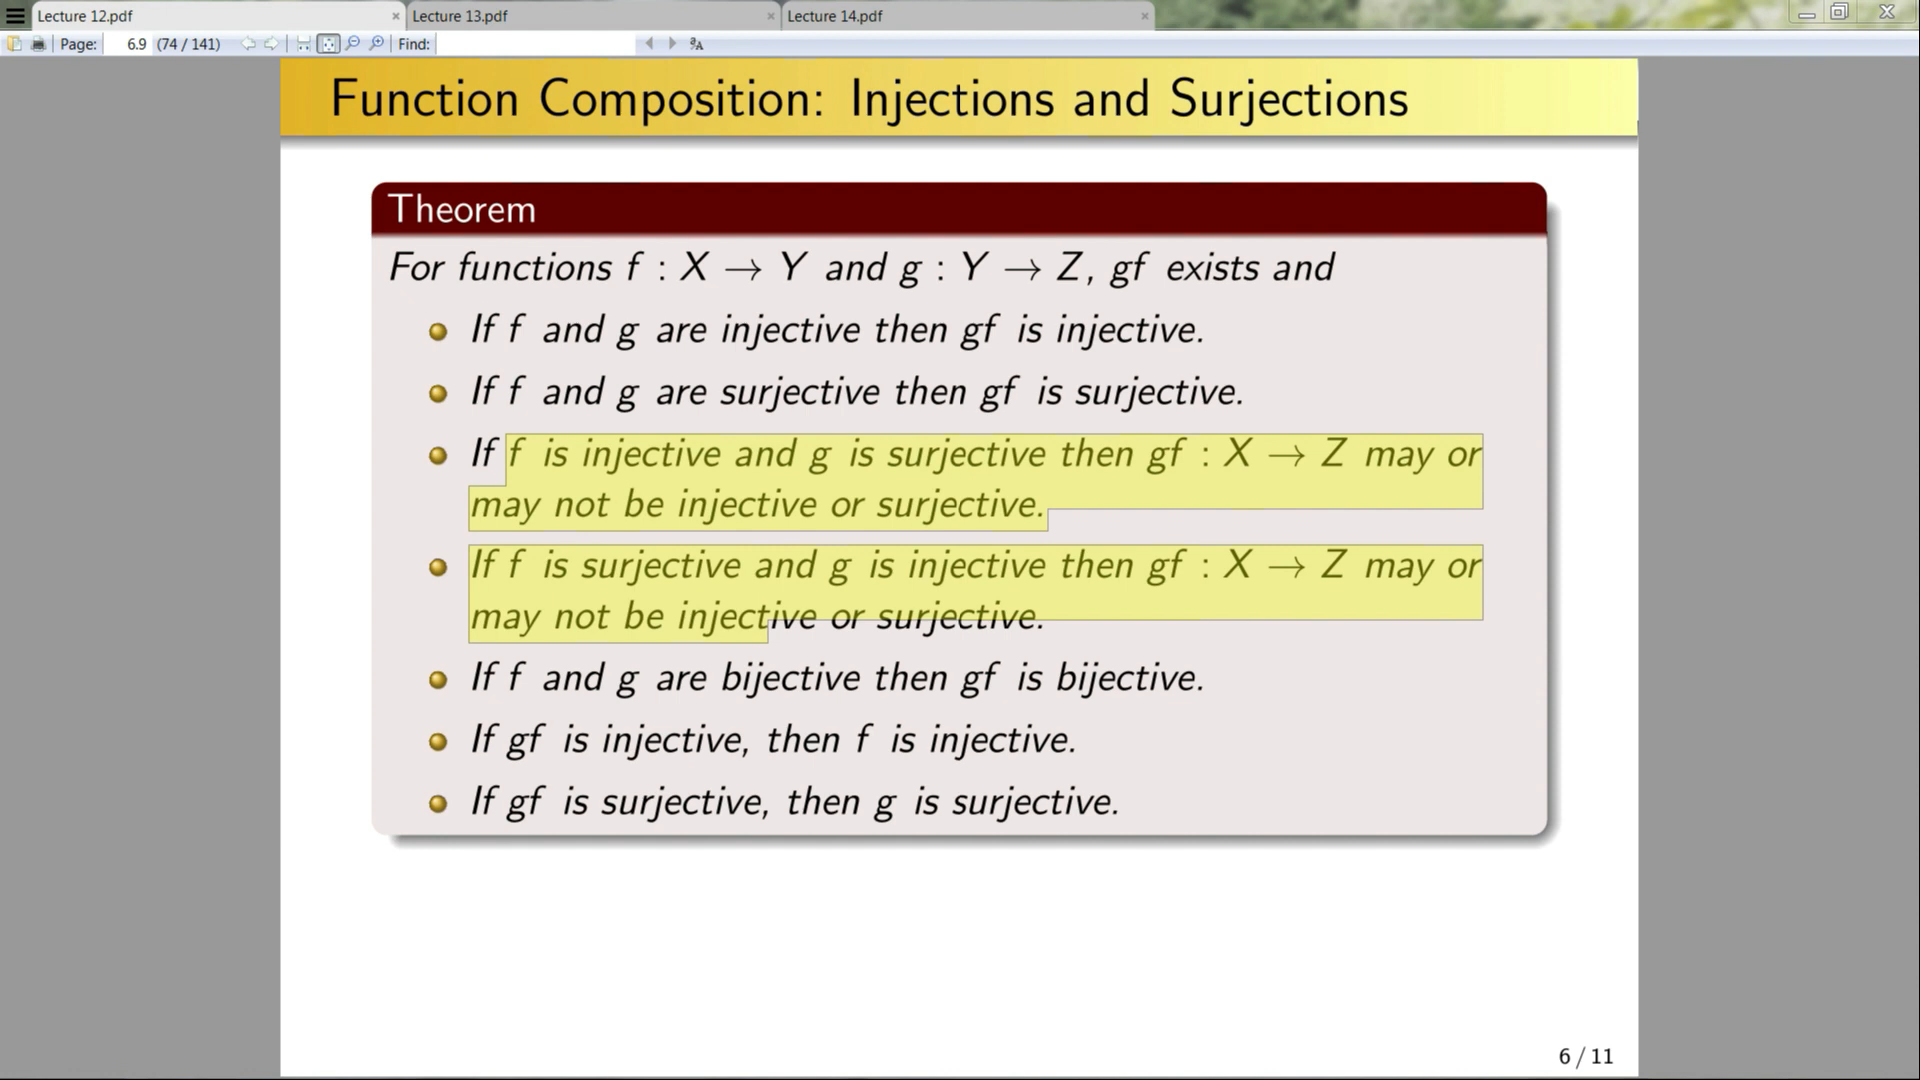 Lecture 12.pdf × Lecture 13.pdf × Lecture 14.pdf ×
Page: 6.9 (74 / 141) Find:
Function Composition: Injections and Surjections
Theorem
For functions f : X → Y and g : Y → Z, gf exists and
If f and g are injective then gf is injective.
If f and g are surjective then gf is surjective.
If f is injective and g is surjective then gf : X → Z may or
may not be injective or surjective.
If f is surjective and g is injective then gf : X → Z may or
may not be injective or surjective.
If f and g are bijective then gf is bijective.
If gf is injective, then f is injective.
If gf is surjective, then g is surjective.
6 / 11